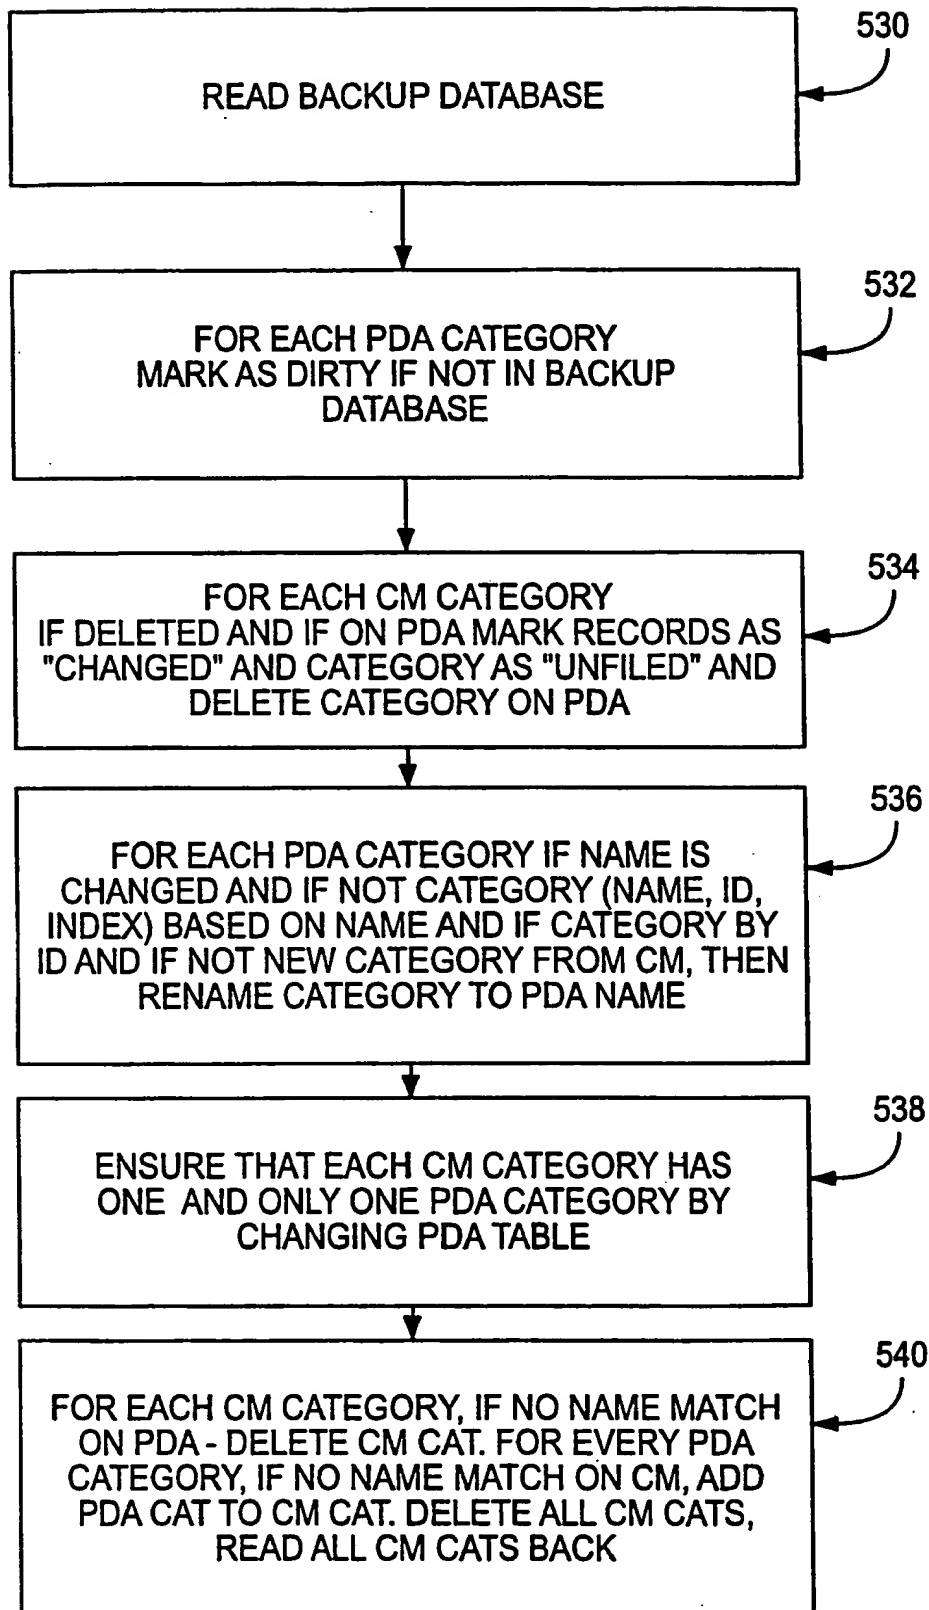 530
READ BACKUP DATABASE
532
FOR EACH PDA CATEGORY
MARK AS DIRTY IF NOT IN BACKUP
DATABASE
534
FOR EACH CM CATEGORY
IF DELETED AND IF ON PDA MARK RECORDS AS
"CHANGED" AND CATEGORY AS "UNFILED" AND
DELETE CATEGORY ON PDA
536
FOR EACH PDA CATEGORY IF NAME IS
CHANGED AND IF NOT CATEGORY (NAME, ID,
INDEX) BASED ON NAME AND IF CATEGORY BY
ID AND IF NOT NEW CATEGORY FROM CM, THEN
RENAME CATEGORY TO PDA NAME
538
ENSURE THAT EACH CM CATEGORY HAS
ONE AND ONLY ONE PDA CATEGORY BY
CHANGING PDA TABLE
540
FOR EACH CM CATEGORY, IF NO NAME MATCH
ON PDA - DELETE CM CAT. FOR EVERY PDA
CATEGORY, IF NO NAME MATCH ON CM, ADD
PDA CAT TO CM CAT. DELETE ALL CM CATS,
READ ALL CM CATS BACK